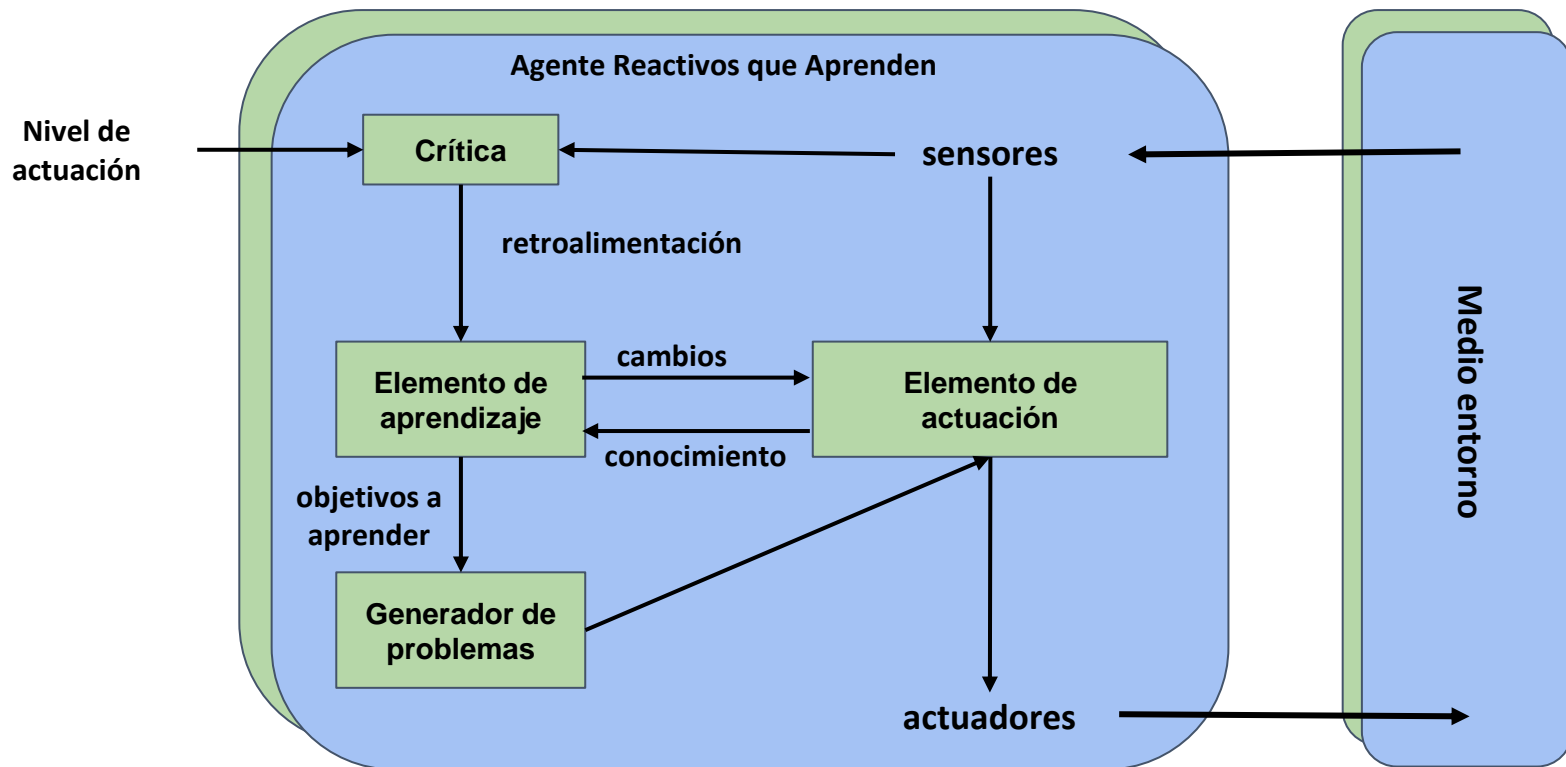 Agente Reactivos que Aprenden
Nivel de
actuación
Crítica
sensores
retroalimentación
Elemento de
aprendizaje
cambios
conocimiento
Elemento de
actuación
objetivos a
aprender
Generador de
problemas
actuadores
Medio entorno